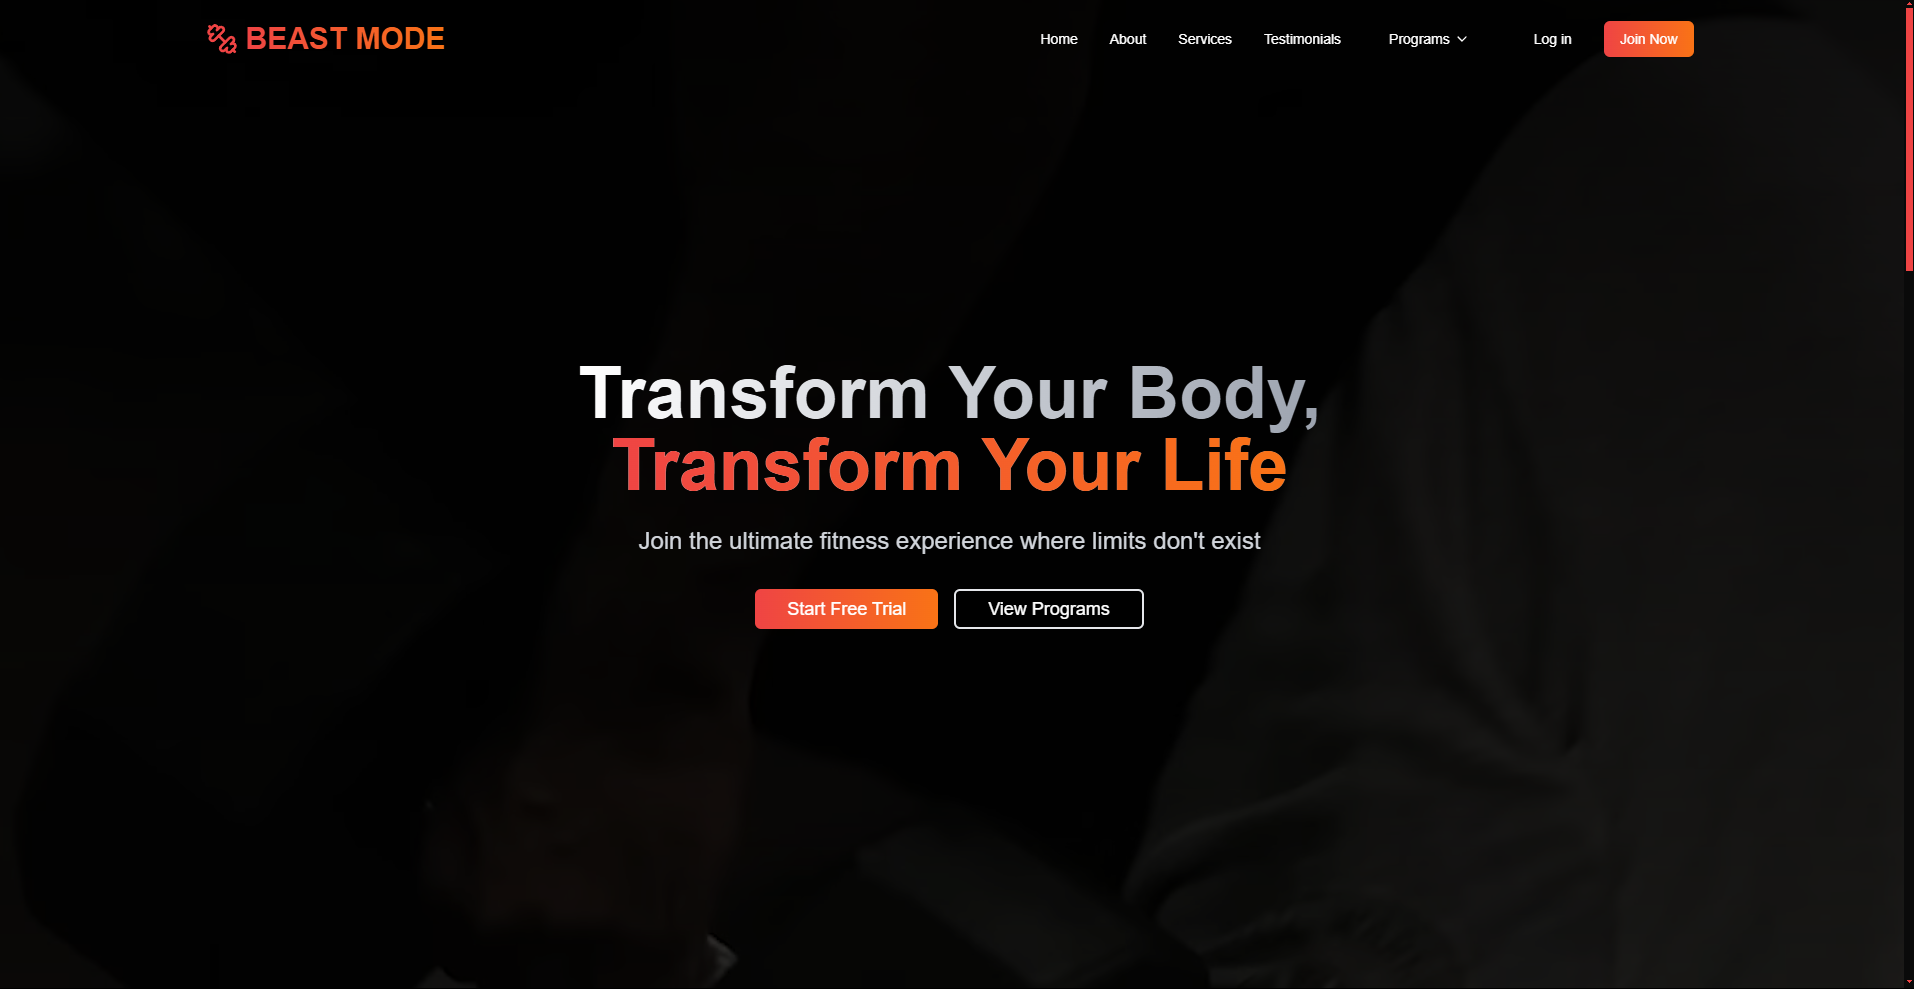 BEAST MODE
Home About Services Testimonials Programs Log in Join Now
Transform Your Body,
Transform Your Life
Join the ultimate fitness experience where limits don't exist
Start Free Trial View Programs